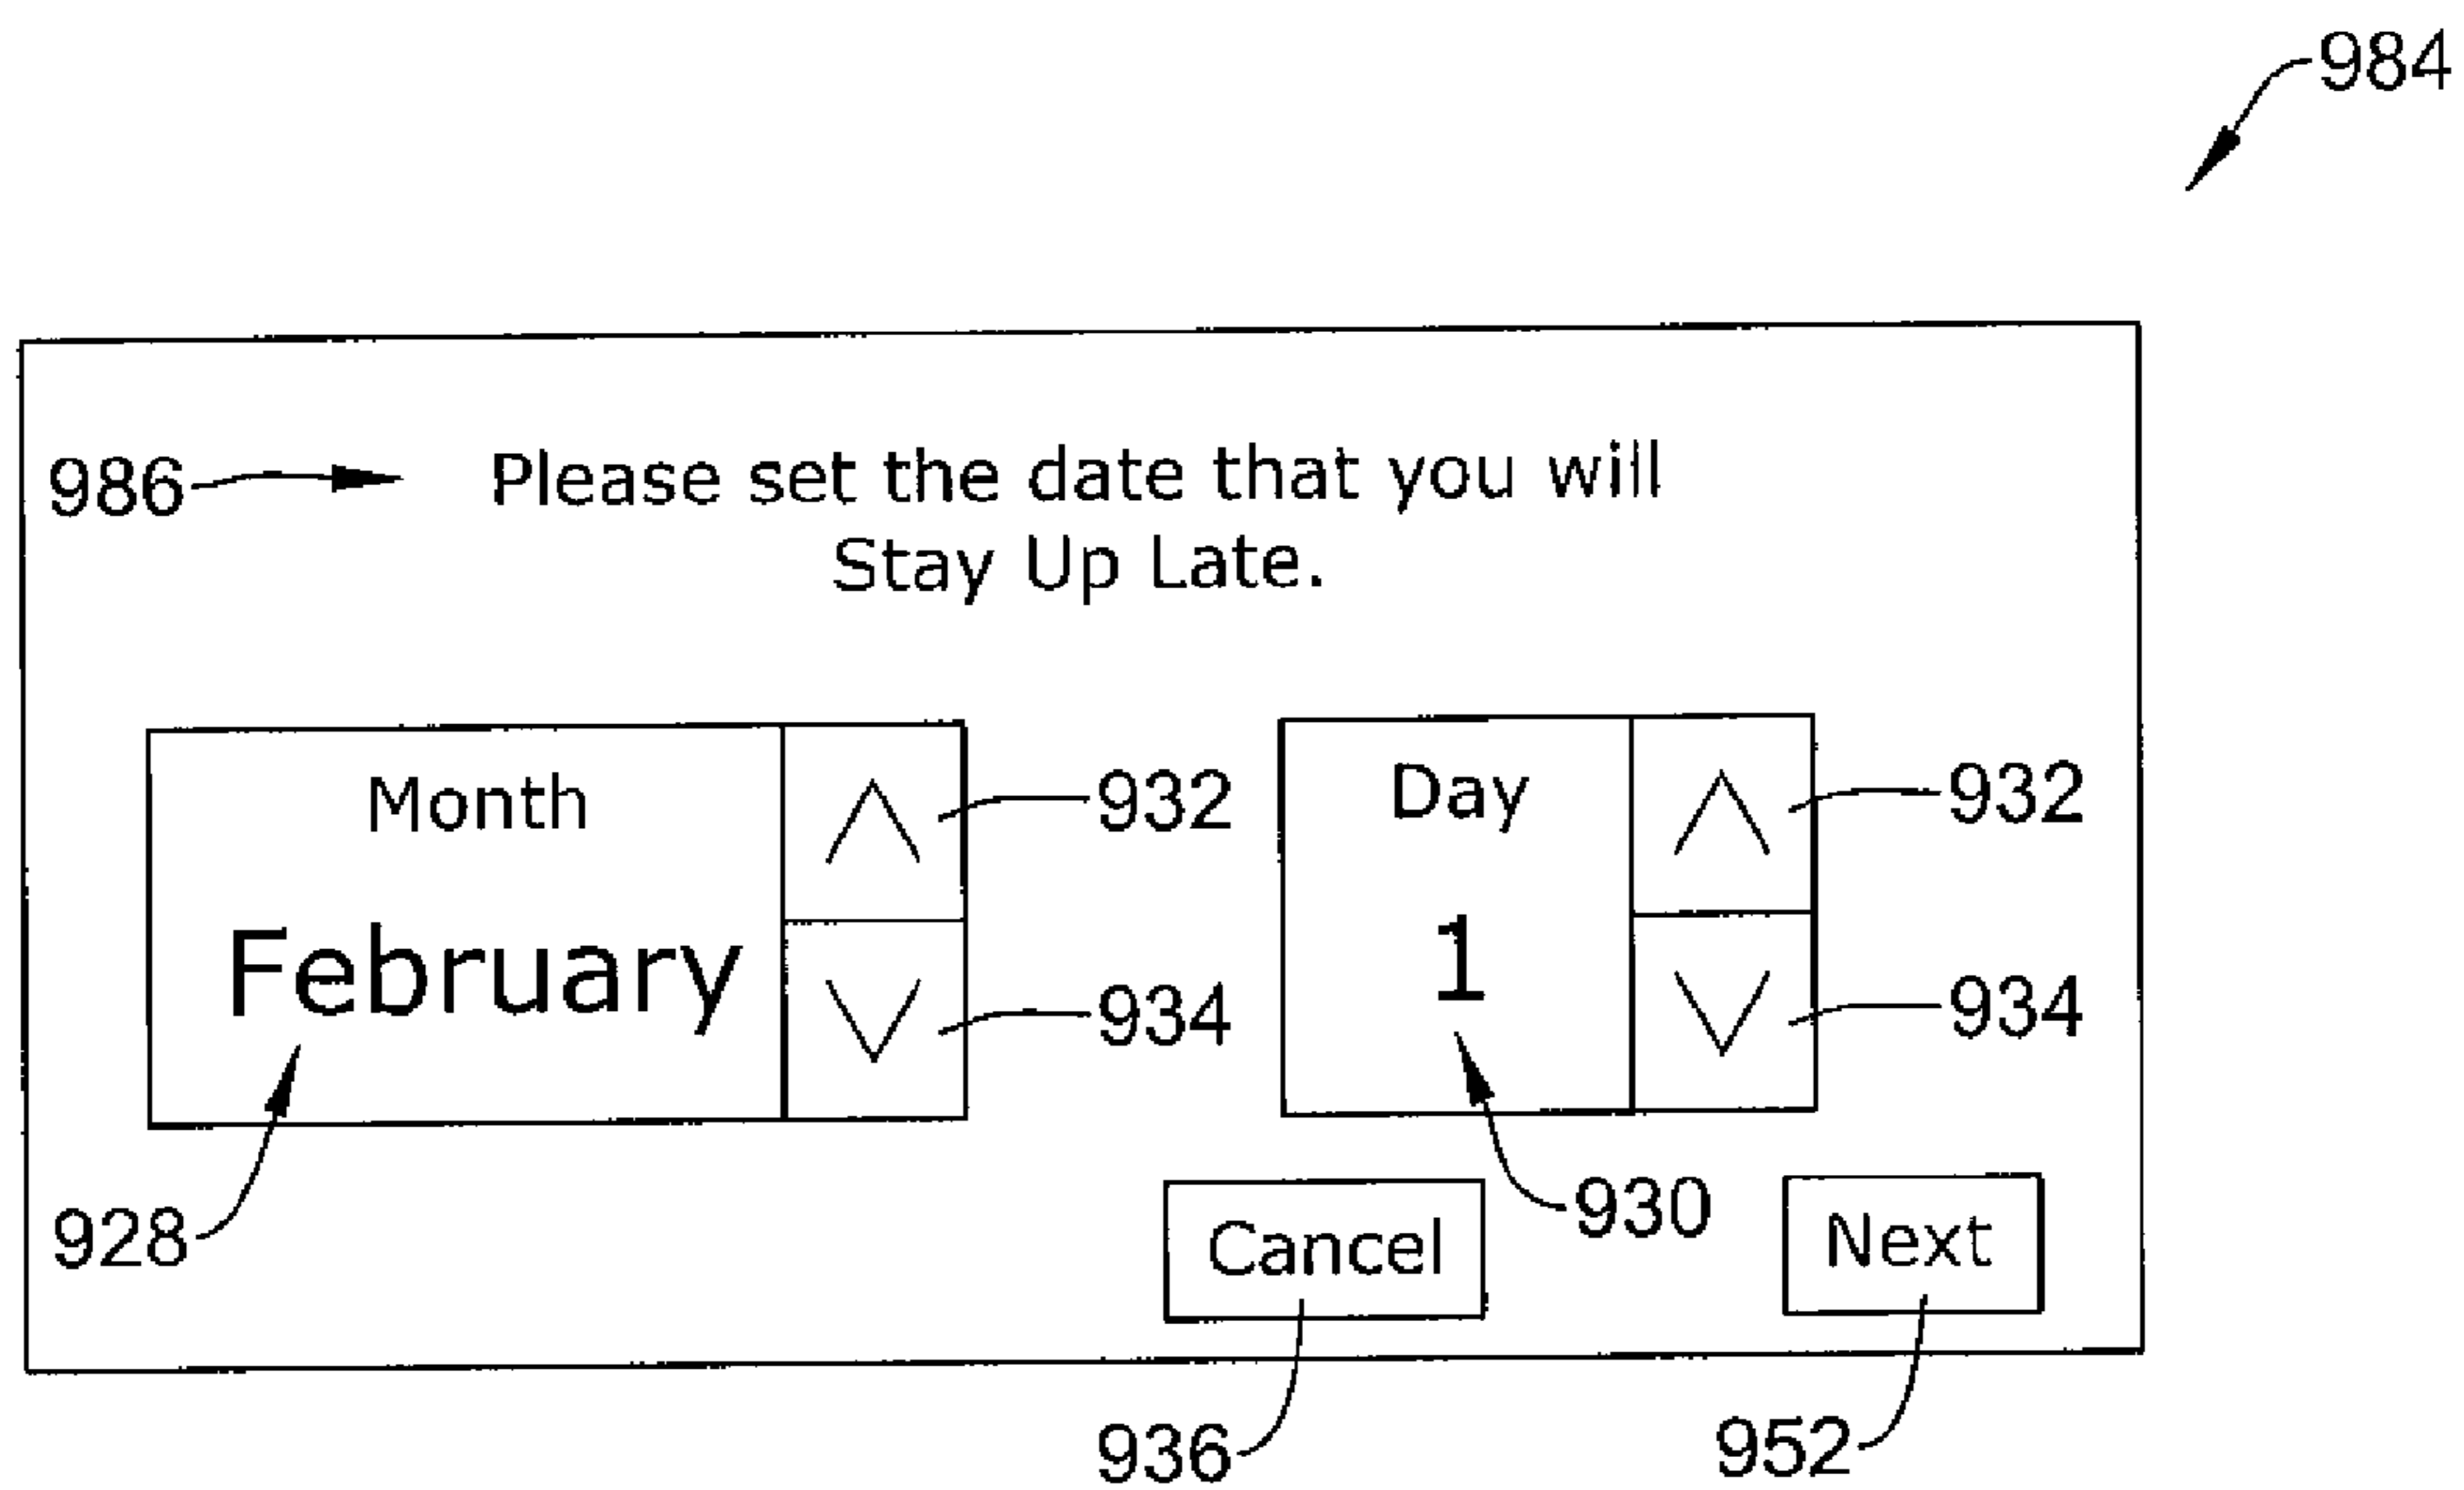 984
986 Please set the date that you will
Stay Up Late.
Month
February
932
934
Day
1
932
934
928
930
Cancel
Next
936
952